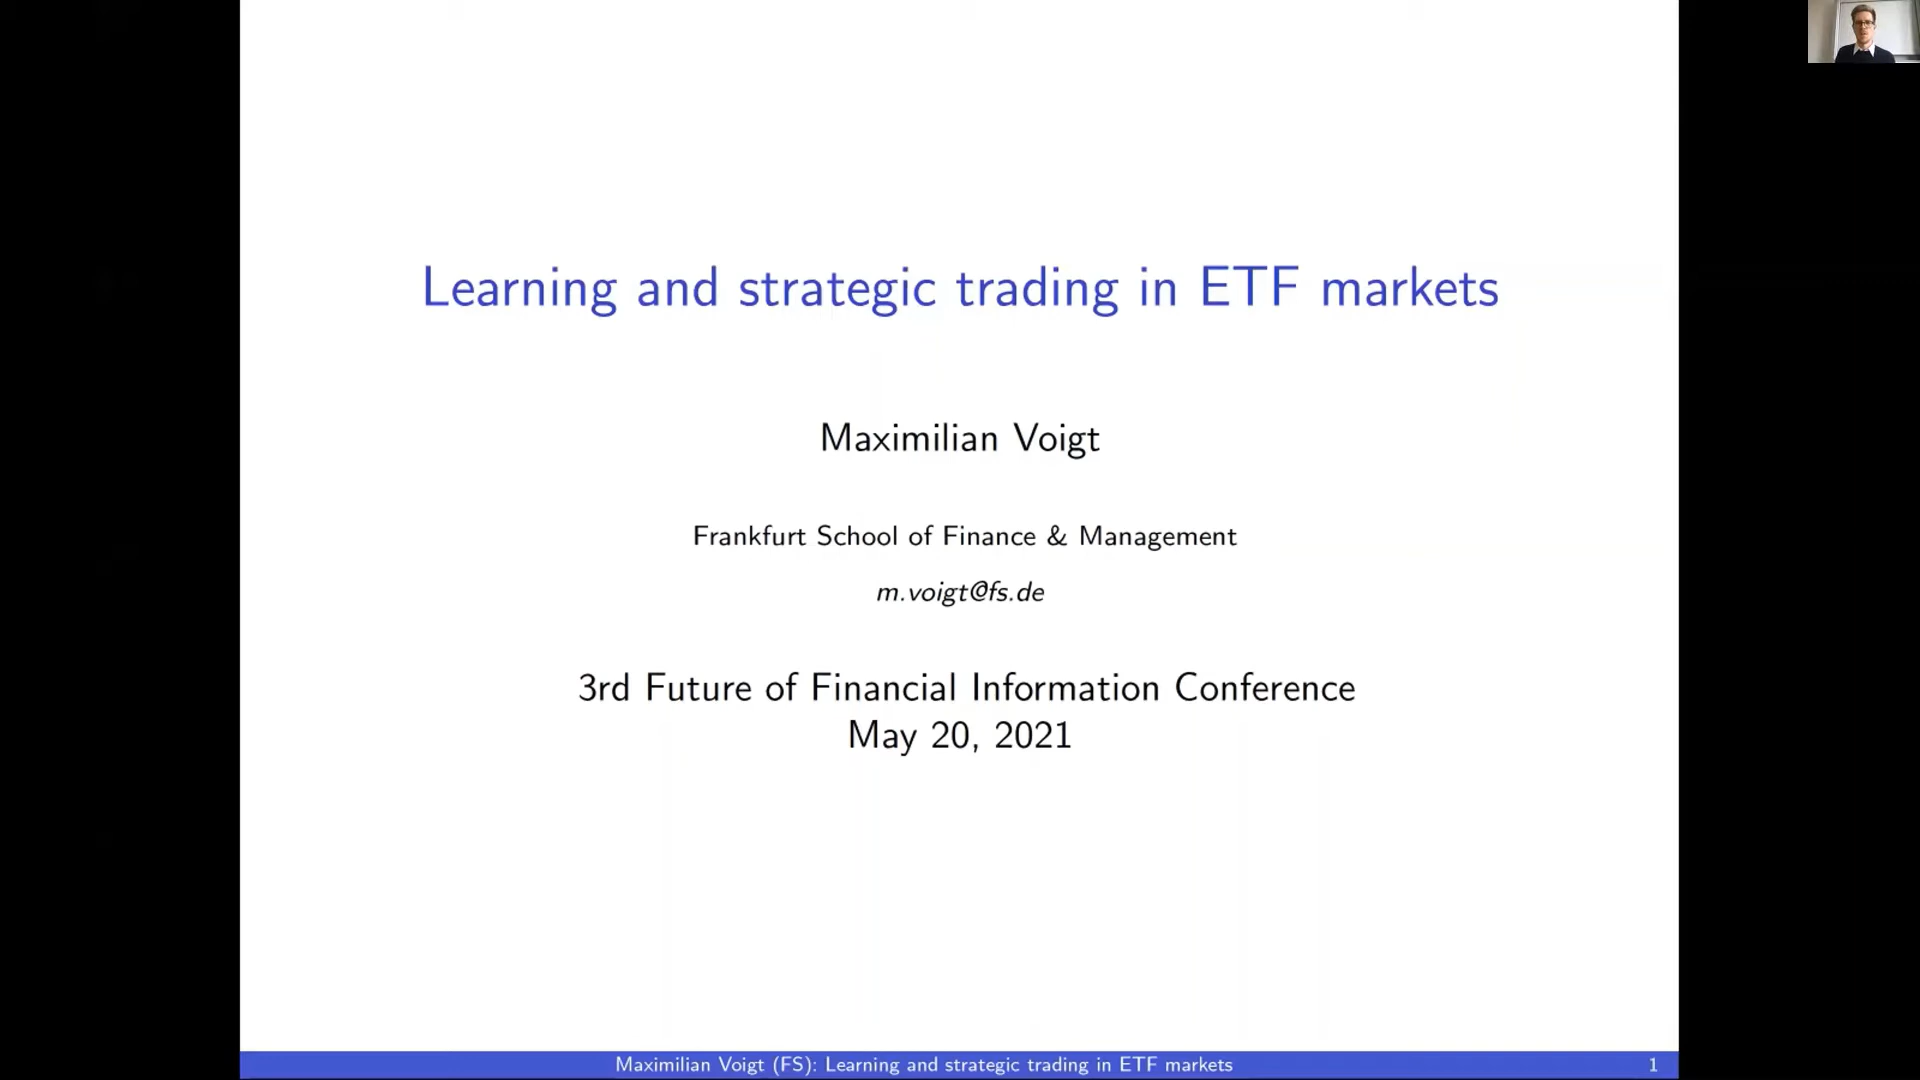 Learning and strategic trading in ETF markets
Maximilian Voigt
Frankfurt School of Finance & Management
m.voigt@fs.de
3rd Future of Financial Information Conference
May 20, 2021
Maximilian Voigt (FS): Learning and strategic trading in ETF markets 1